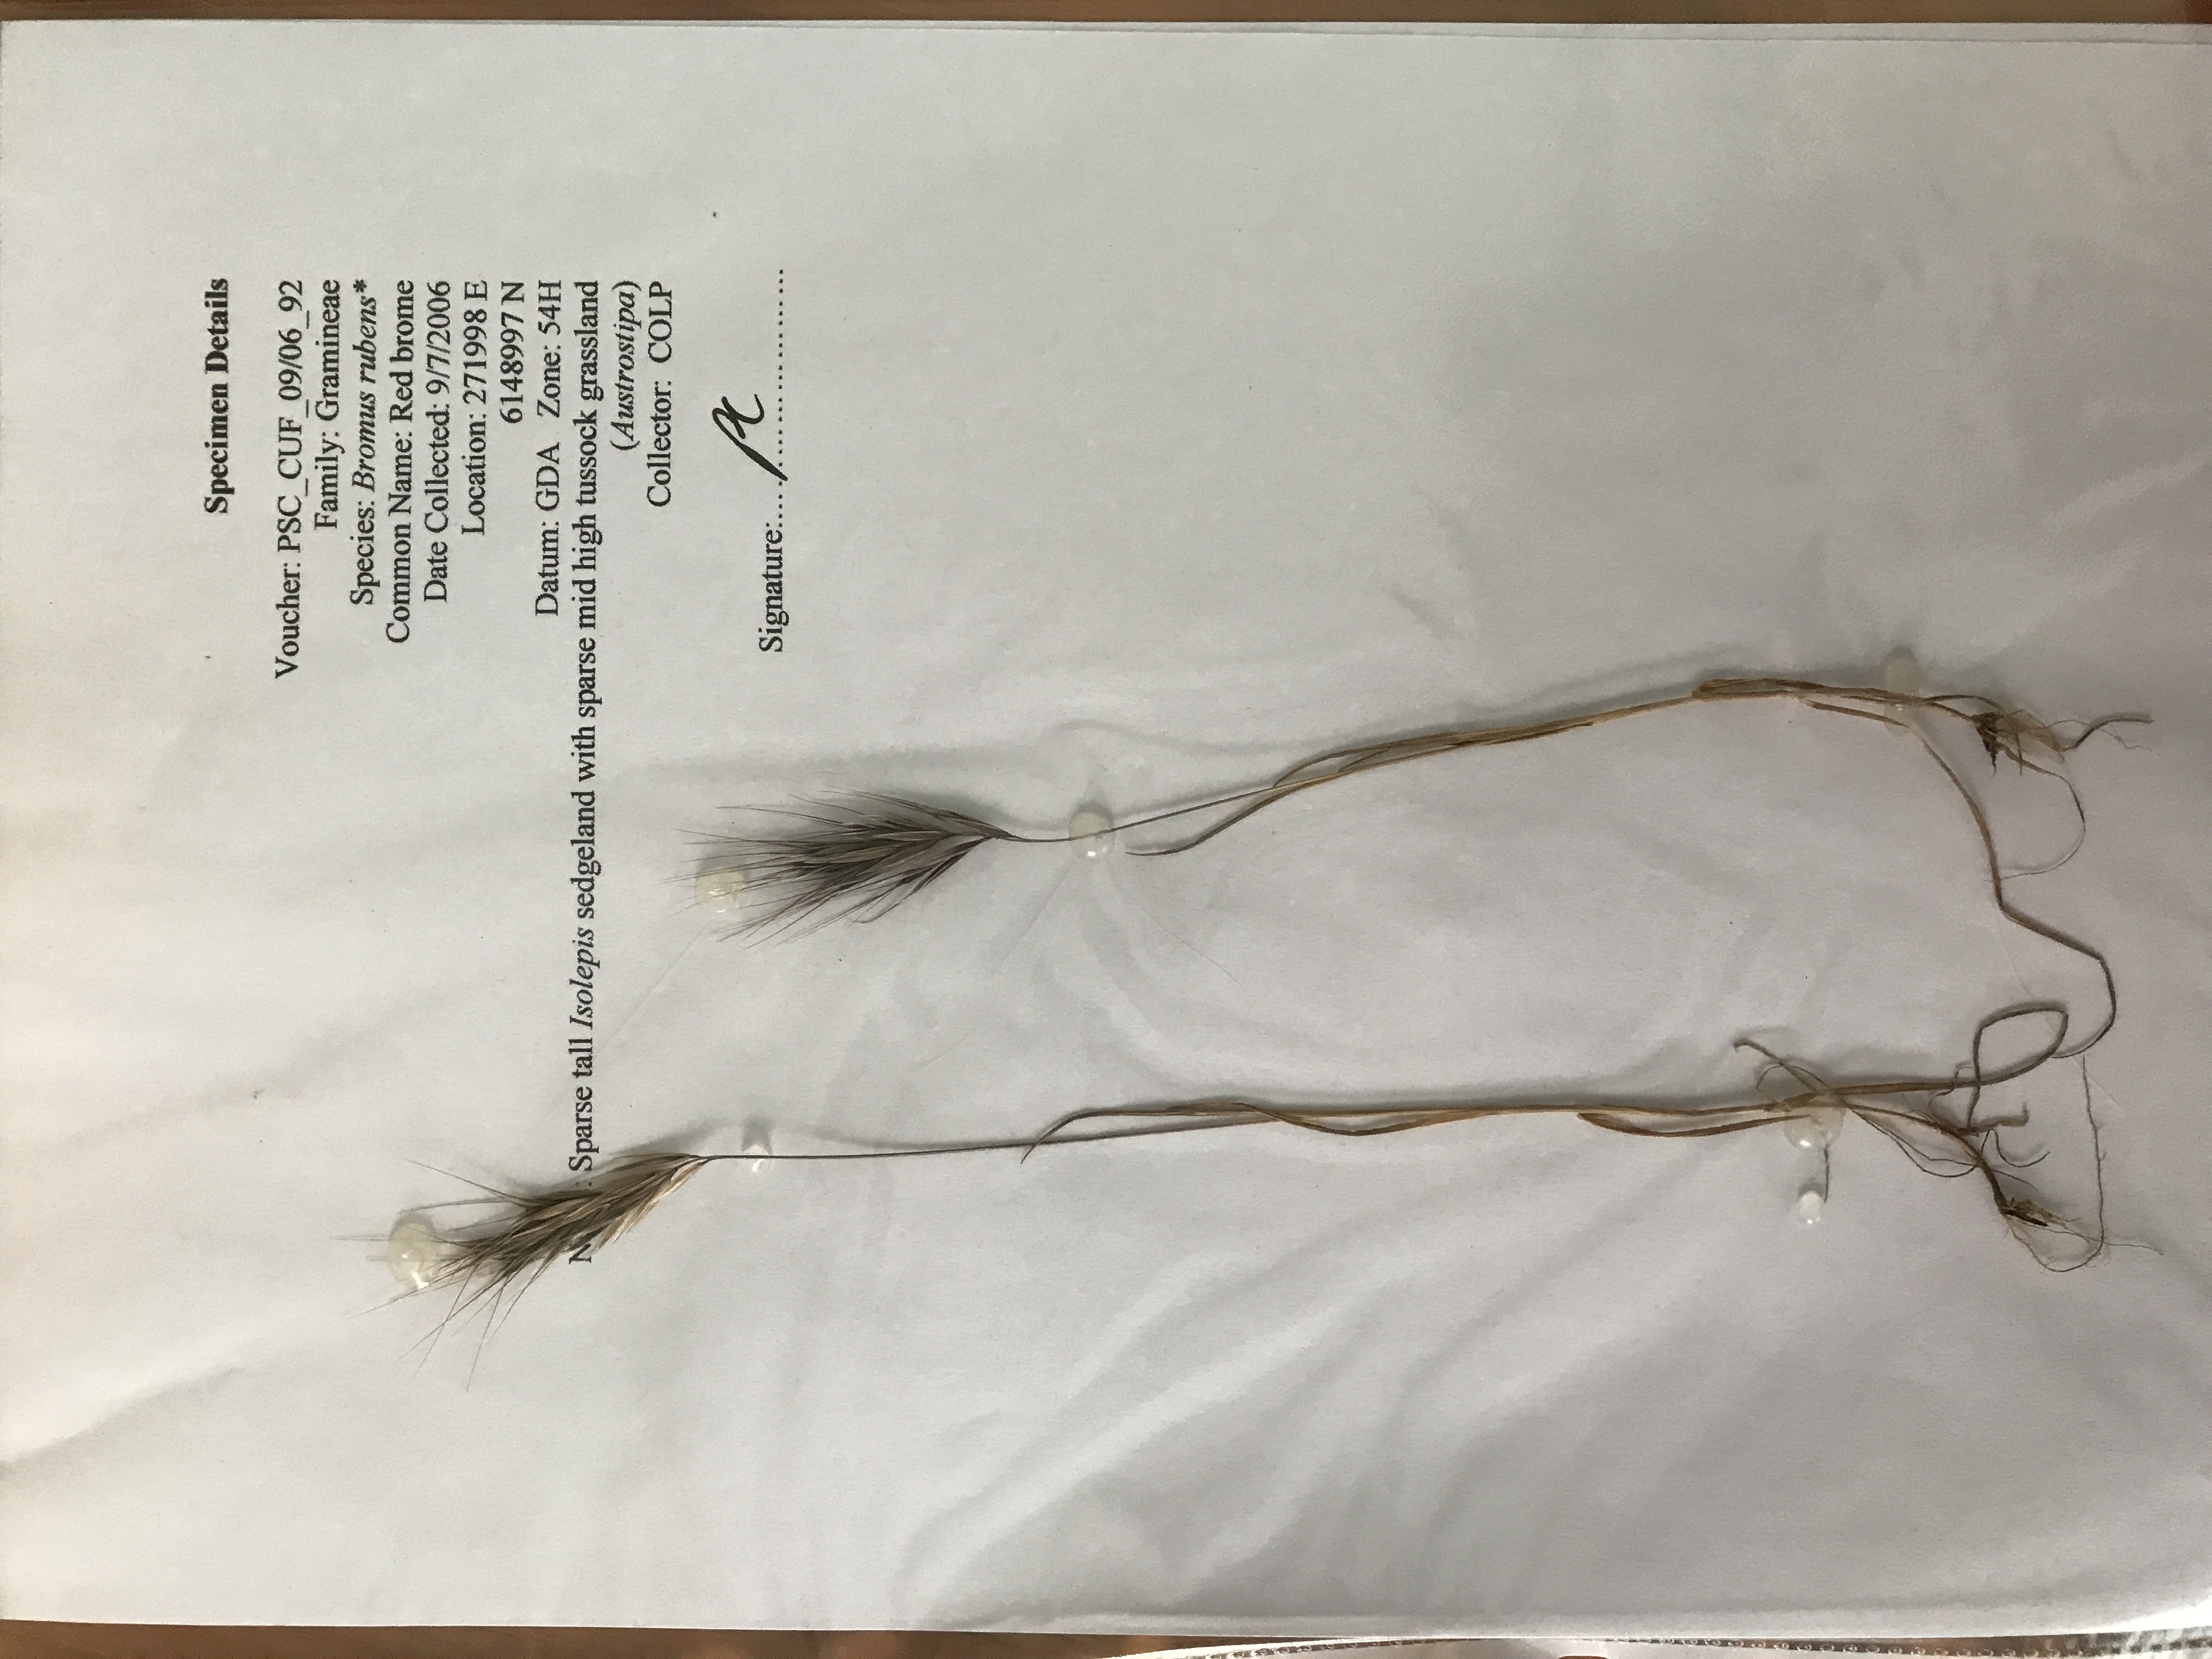 Specimen Details
Voucher: PSC_CUF_09/06_92
Family: Gramineae
Species: Bromus rubens*
Common Name: Red brome
Date Collected: 9/7/2006
Location: 271998 E
6148997 N
Datum: GDA Zone: 54H
: Sparse tall Isolepis sedgeland with sparse mid high tussock grassland
(Austrostipa)
Collector: COLP
Signature:.............................